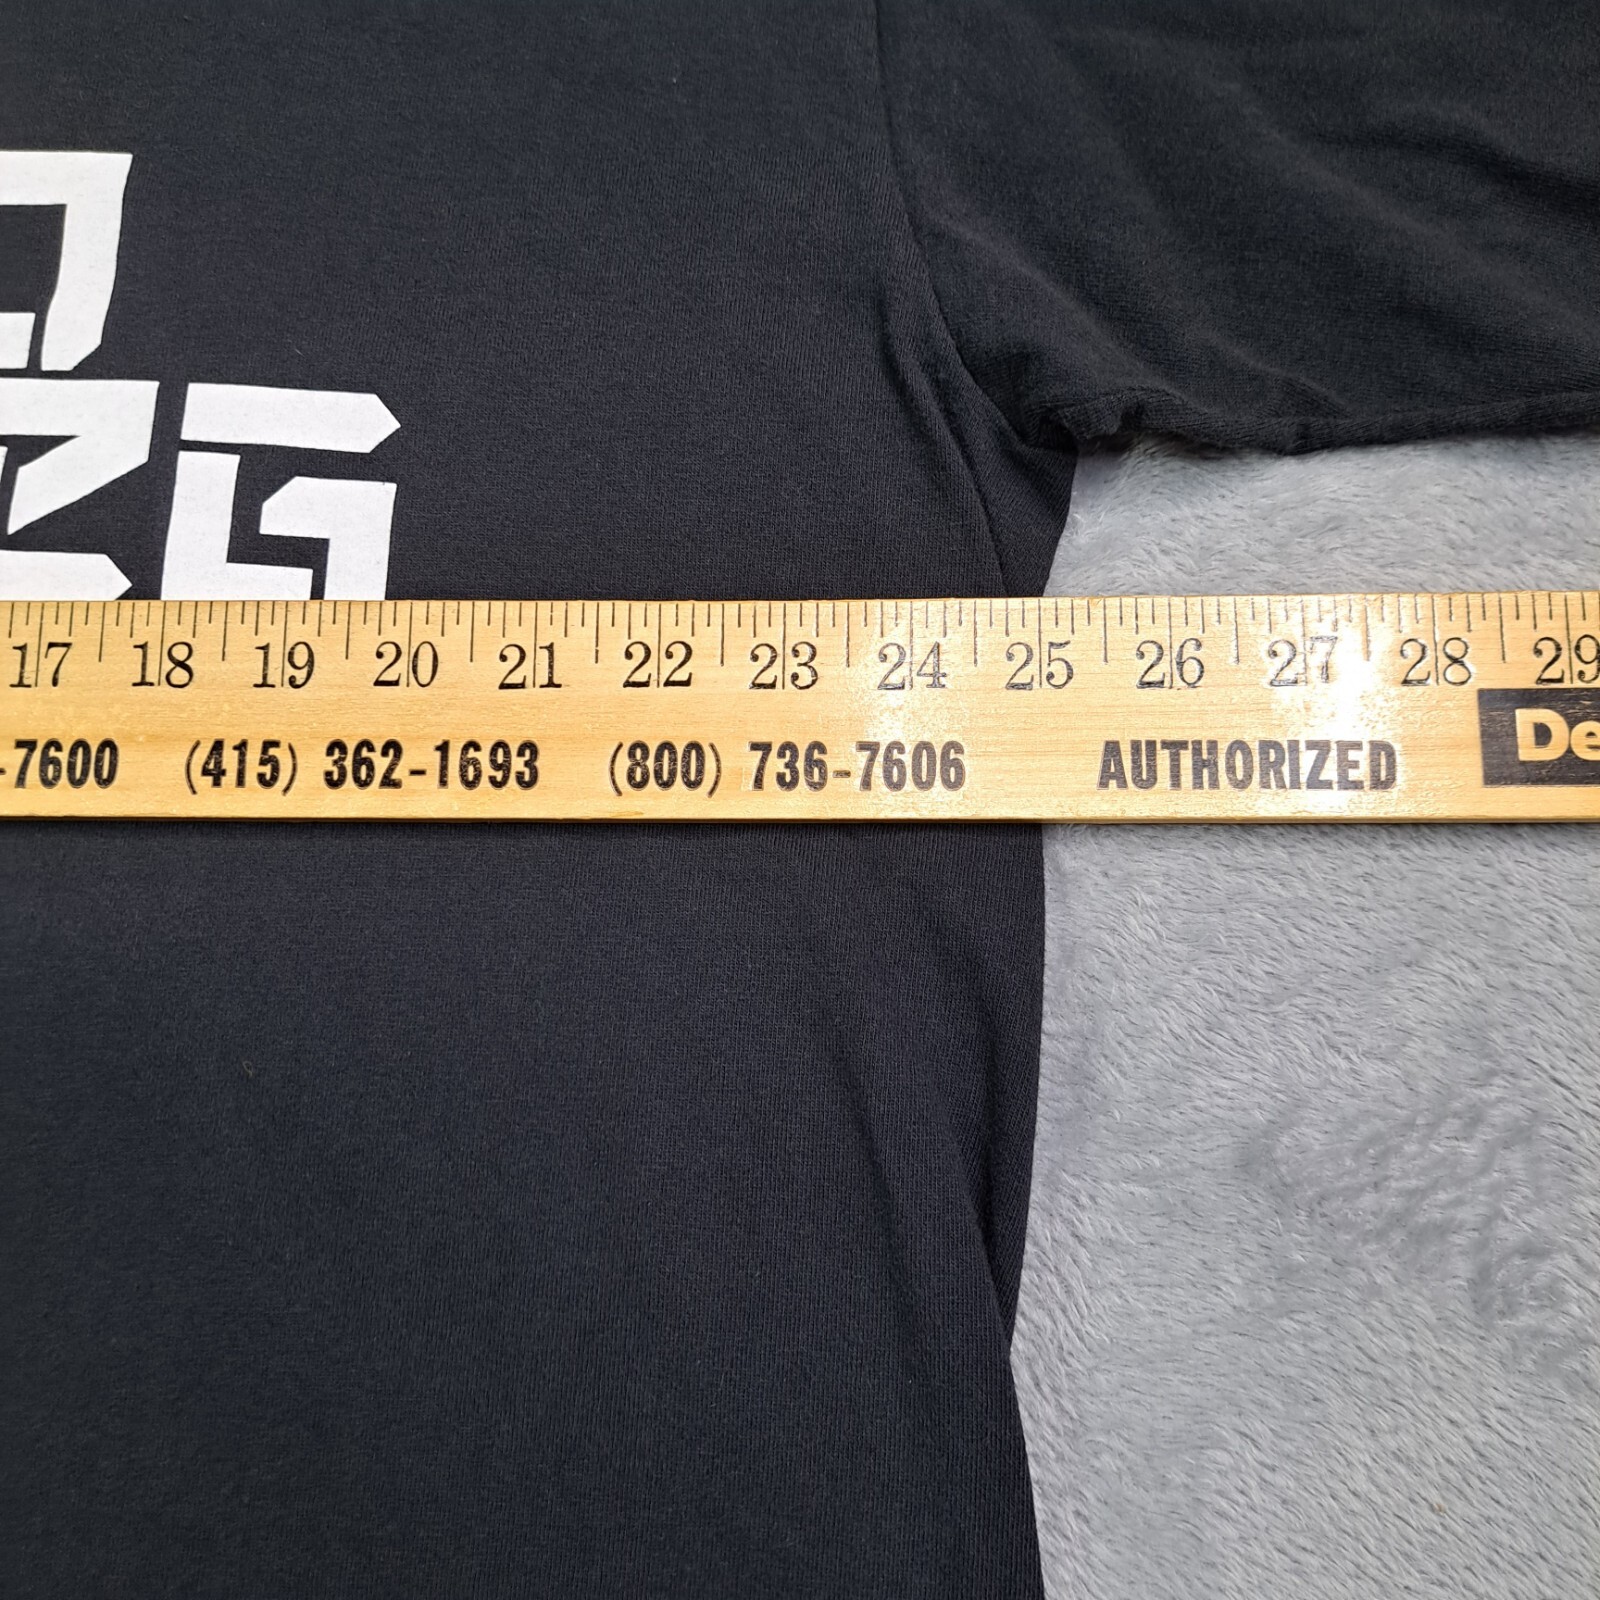 17 18 19 20 21 22 23 24 25 26 27 28 29
-7600 (415) 362-1693 (800) 736-7606 AUTHORIZED De